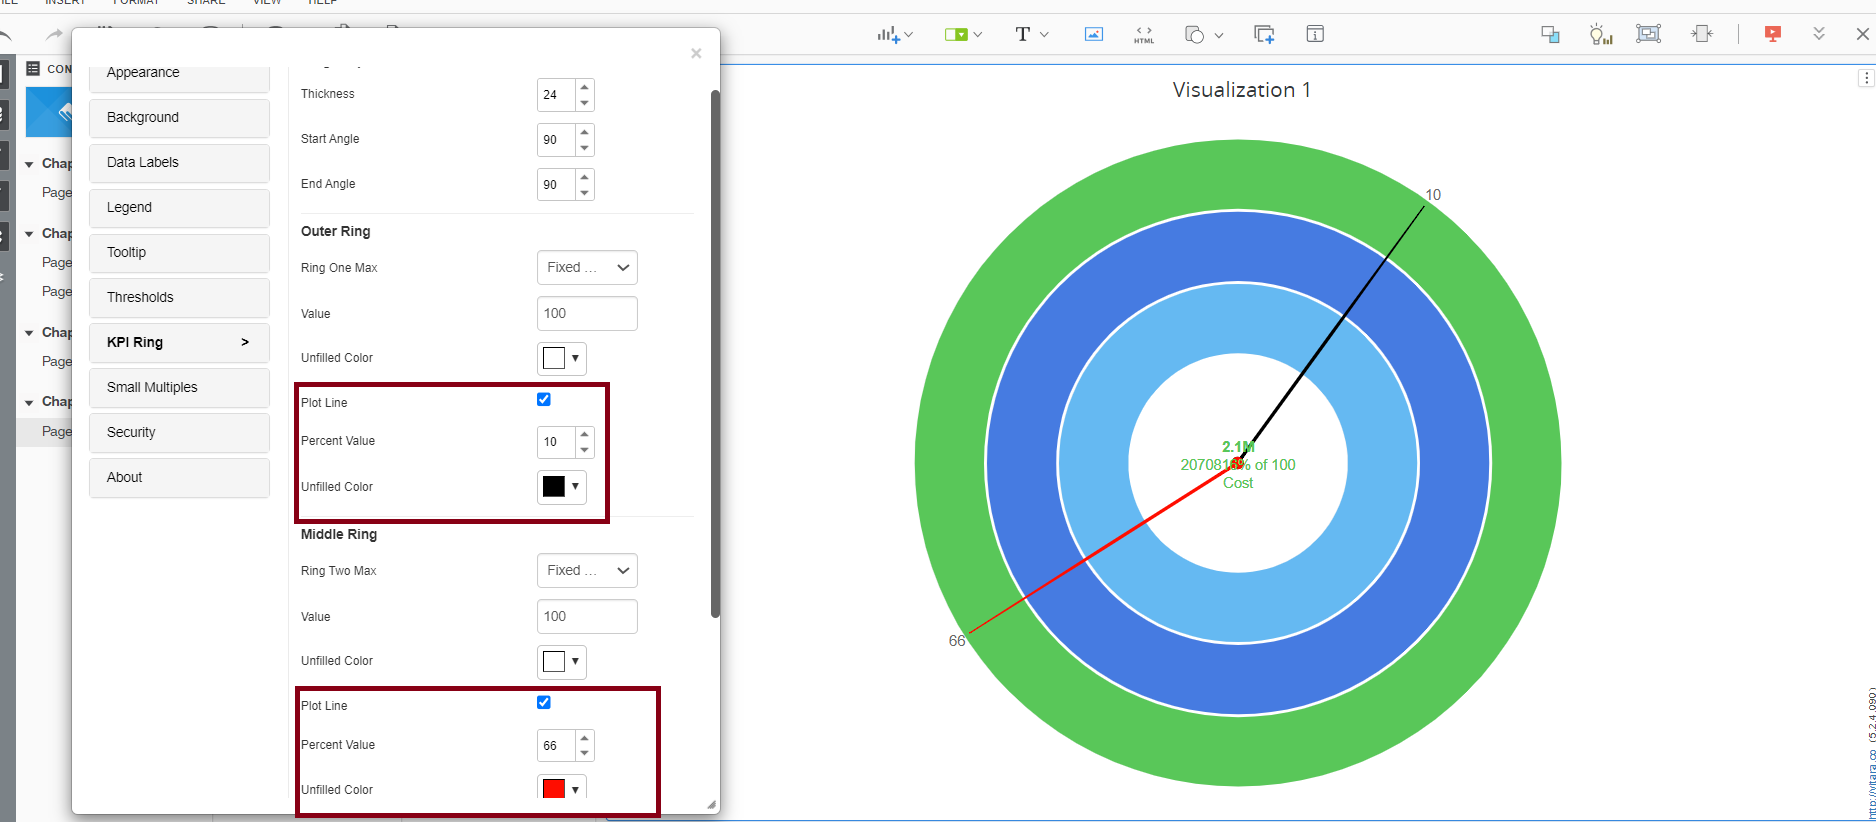 INSERT
FORMAT
SHARE
VIEW
HELP
HTML
CON
Chap
Page
Chap
Page
Page
Chap
Page
Chap
Page
×
Appearance
Background
Data Labels
Legend
Tooltip
Thresholds
KPI Ring >
Small Multiples
Security
About
Thickness 24
Start Angle 90
End Angle 90
Outer Ring
Ring One Max Fixed ...
Value 100
Unfilled Color
Plot Line
Percent Value 10
Unfilled Color
Middle Ring
Ring Two Max Fixed ...
Value 100
Unfilled Color
Plot Line
Percent Value 66
Unfilled Color
Visualization 1
10
2.1M
2070816% of 100
Cost
66
http://vitara.co (5.2.4.090)